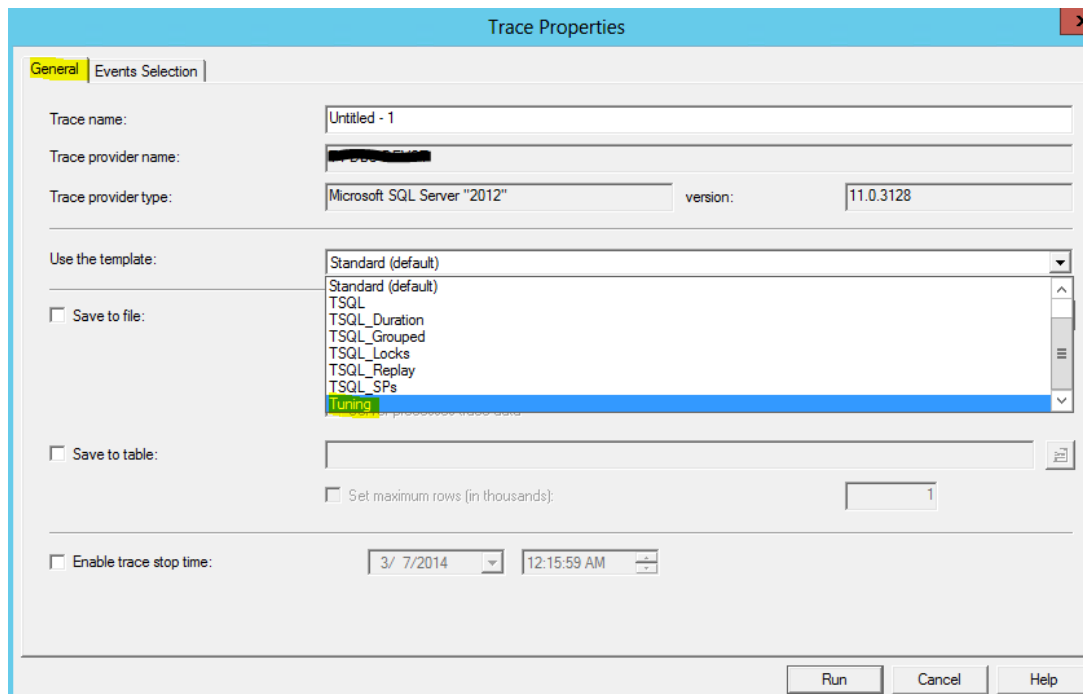 Trace Properties
General Events Selection
Trace name: Untitled - 1
Trace provider name:
Trace provider type: Microsoft SQL Server "2012" version: 11.0.3128
Use the template: Standard (default)
Standard (default)
TSQL
Save to file: TSQL_Duration
TSQL_Grouped
TSQL_Locks
TSQL_Replay
TSQL_SPs
Tuning
Save to table:
Set maximum rows (in thousands): 1
Enable trace stop time: 3/ 7/2014 12:15:59 AM
Run Cancel Help